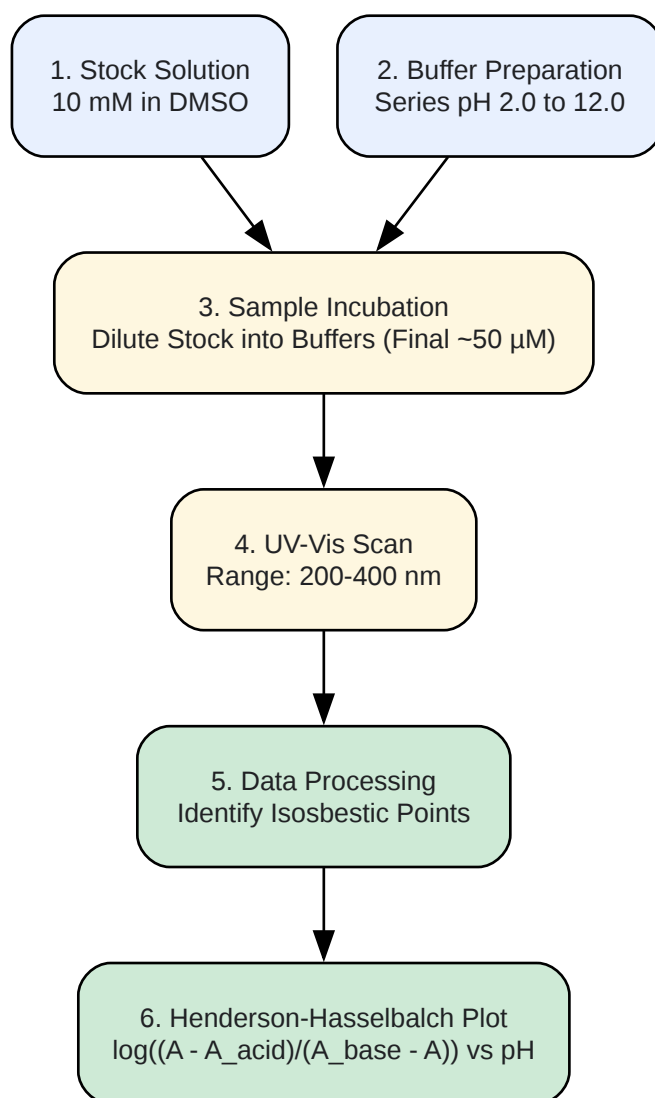 1. Stock Solution
10 mM in DMSO
2. Buffer Preparation
Series pH 2.0 to 12.0
3. Sample Incubation
Dilute Stock into Buffers (Final ~50 µM)
4. UV-Vis Scan
Range: 200-400 nm
5. Data Processing
Identify Isosbestic Points
6. Henderson-Hasselbalch Plot
log((A - A_acid)/(A_base - A)) vs pH